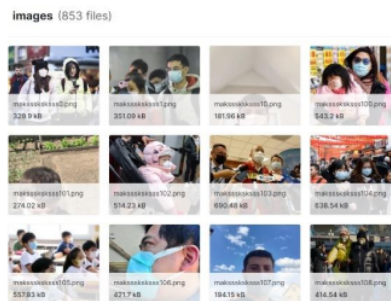 images (853 files)
maksssksksss0.png
329.9 kB
maksssksksss1.png
351.09 kB
maksssksksss10.png
181.96 kB
maksssksksss100.png
543.2 kB
maksssksksss101.png
274.02 kB
maksssksksss102.png
514.23 kB
maksssksksss103.png
690.48 kB
maksssksksss104.png
638.54 kB
maksssksksss105.png
557.83 kB
maksssksksss106.png
421.7 kB
maksssksksss107.png
194.15 kB
maksssksksss108.png
414.54 kB